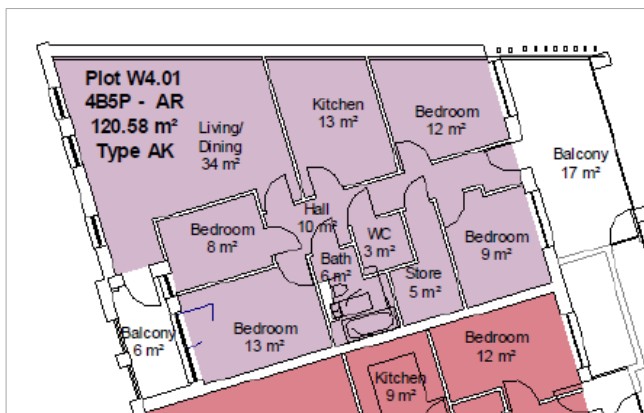 Plot W4.01
4B5P - AR
120.58 m²
Type AK
Living/
Dining
34 m²
Kitchen
13 m²
Bedroom
12 m²
Balcony
17 m²
Bedroom
8 m²
Hall
10 m²
WC
3 m²
Bath
6 m²
Store
5 m²
Bedroom
9 m²
Balcony
6 m²
Bedroom
13 m²
Bedroom
12 m²
Kitchen
9 m²